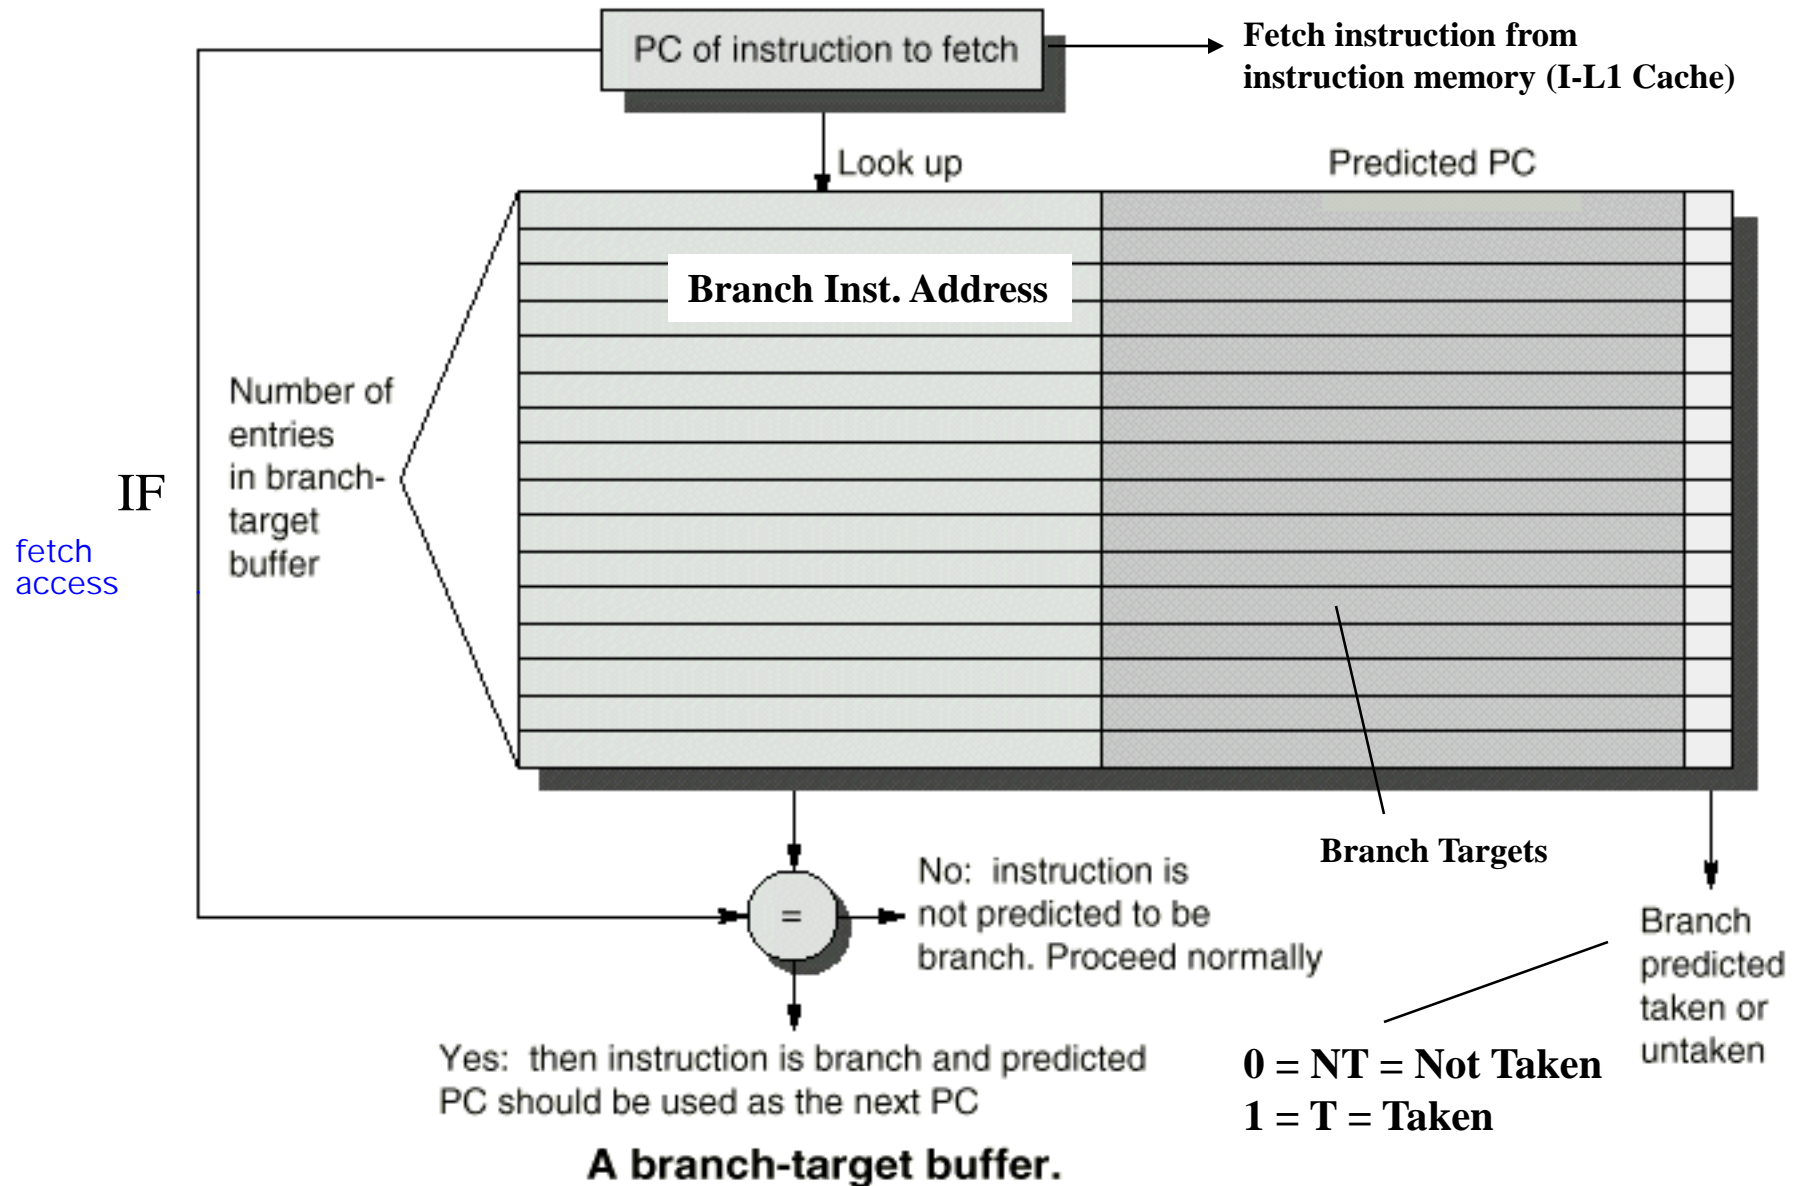 PC of instruction to fetch
Fetch instruction from
instruction memory (I-L1 Cache)
Look up
Predicted PC
Branch Inst. Address
Number of
entries
in branch-
target
buffer
IF
fetch
access
Branch Targets
=
No: instruction is
not predicted to be
branch. Proceed normally
Branch
predicted
taken or
untaken
Yes: then instruction is branch and predicted
PC should be used as the next PC
0 = NT = Not Taken
1 = T = Taken
A branch-target buffer.